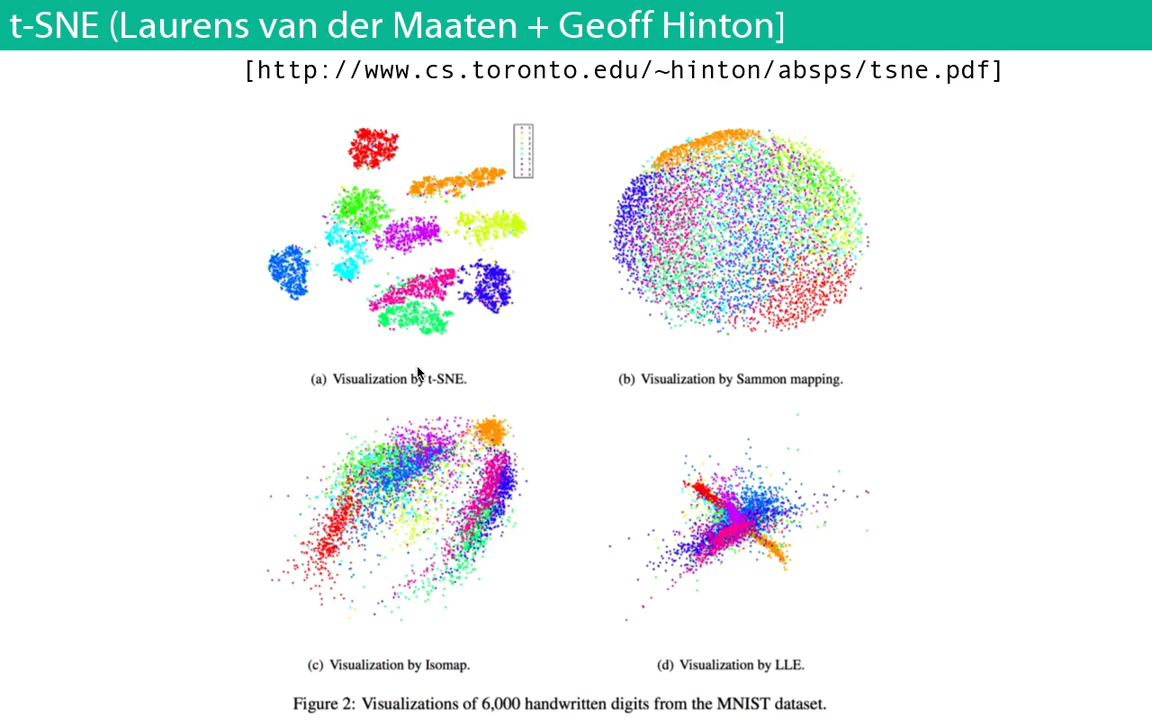 t-SNE (Laurens van der Maaten + Geoff Hinton]
[http://www.cs.toronto.edu/~hinton/absps/tsne.pdf]
(a) Visualization by t-SNE.
(b) Visualization by Sammon mapping.
(c) Visualization by Isomap.
(d) Visualization by LLE.
Figure 2: Visualizations of 6,000 handwritten digits from the MNIST dataset.